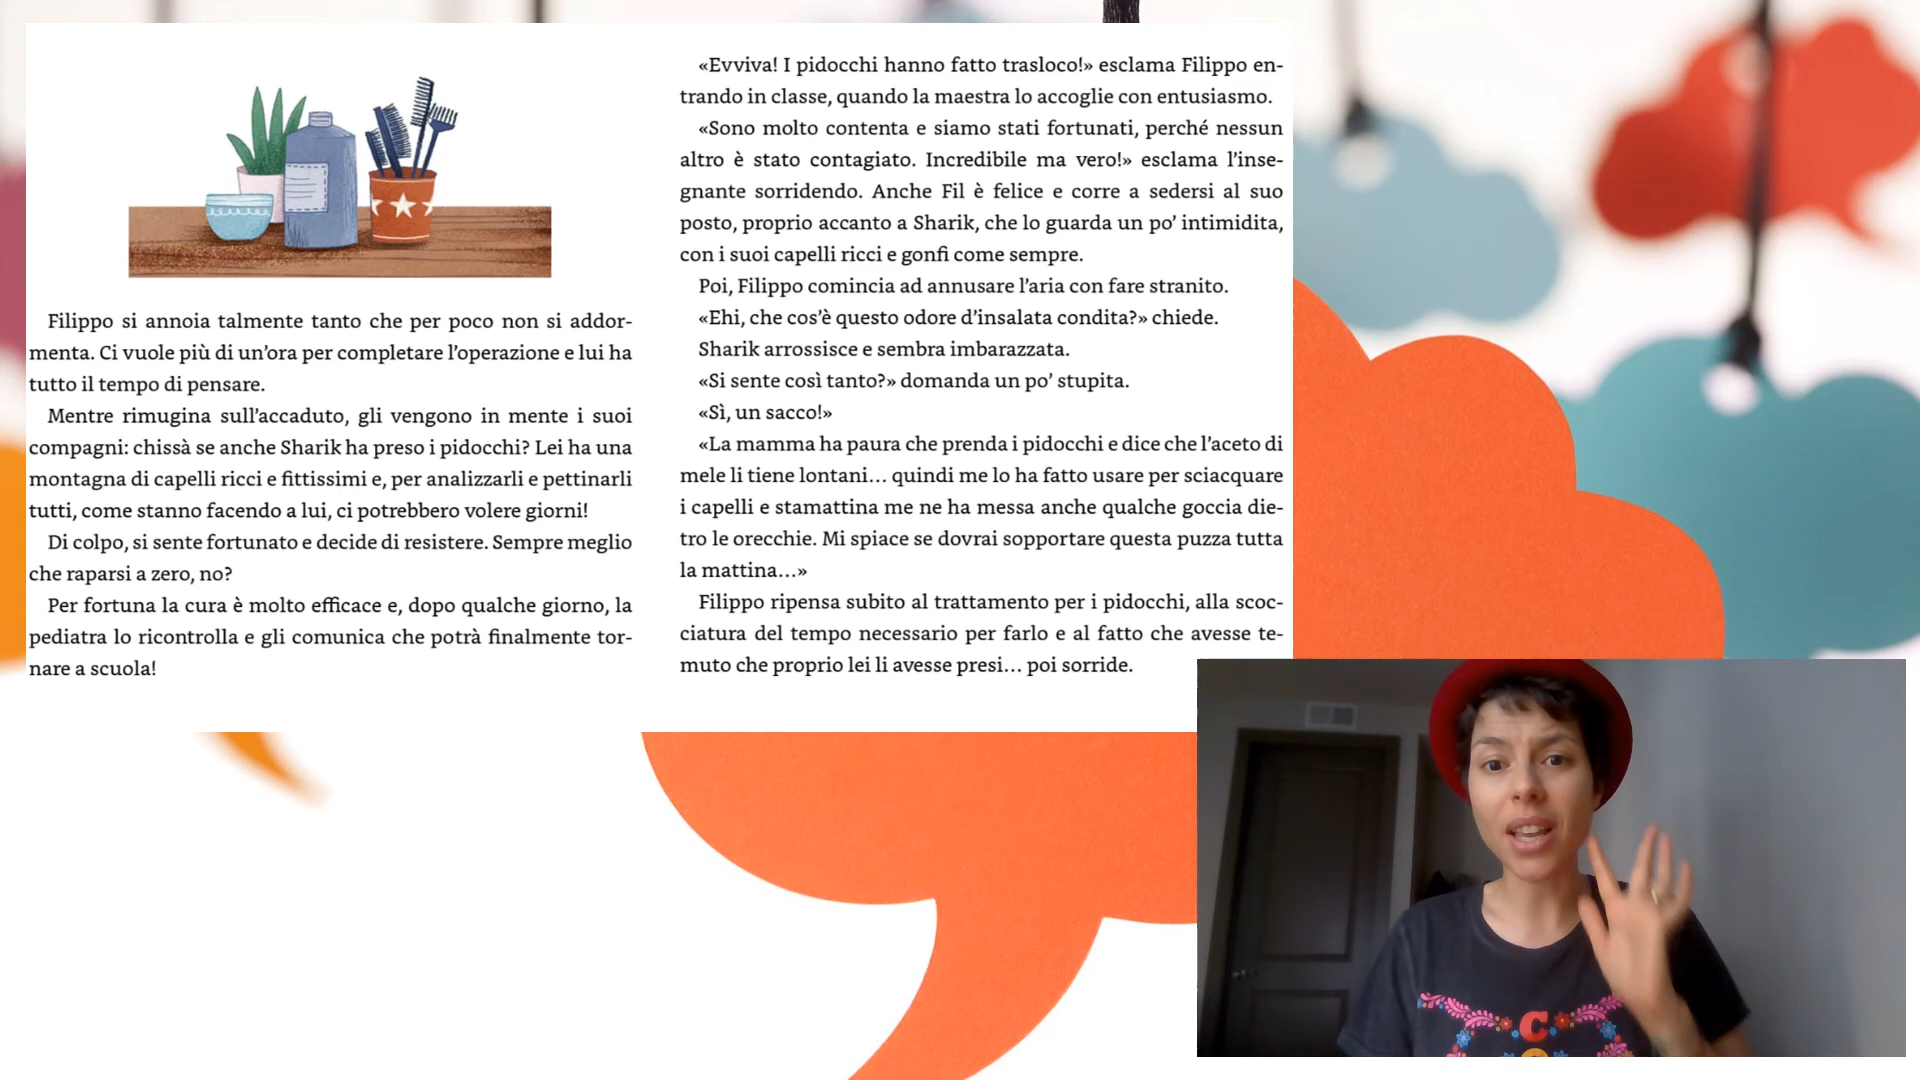 Filippo si annoia talmente tanto che per poco non si addor-
menta. Ci vuole più di un’ora per completare l’operazione e lui ha
tutto il tempo di pensare.
Mentre rimugina sull’accaduto, gli vengono in mente i suoi
compagni: chissà se anche Sharik ha preso i pidocchi? Lei ha una
montagna di capelli ricci e fittissimi e, per analizzarli e pettinarli
tutti, come stanno facendo a lui, ci potrebbero volere giorni!
Di colpo, si sente fortunato e decide di resistere. Sempre meglio
che raparsi a zero, no?
Per fortuna la cura è molto efficace e, dopo qualche giorno, la
pediatra lo ricontrolla e gli comunica che potrà finalmente tor-
nare a scuola!
«Evviva! I pidocchi hanno fatto trasloco!» esclama Filippo en-
trando in classe, quando la maestra lo accoglie con entusiasmo.
«Sono molto contenta e siamo stati fortunati, perché nessun
altro è stato contagiato. Incredibile ma vero!» esclama l’inse-
gnante sorridendo. Anche Fil è felice e corre a sedersi al suo
posto, proprio accanto a Sharik, che lo guarda un po’ intimidita,
con i suoi capelli ricci e gonfi come sempre.
Poi, Filippo comincia ad annusare l’aria con fare stranito.
«Ehi, che cos’è questo odore d’insalata condita?» chiede.
Sharik arrossisce e sembra imbarazzata.
«Si sente così tanto?» domanda un po’ stupita.
«Sì, un sacco!»
«La mamma ha paura che prenda i pidocchi e dice che l’aceto di
mele li tiene lontani… quindi me lo ha fatto usare per sciacquare
i capelli e stamattina me ne ha messa anche qualche goccia die-
tro le orecchie. Mi spiace se dovrai sopportare questa puzza tutta
la mattina…»
Filippo ripensa subito al trattamento per i pidocchi, alla scoc-
ciatura del tempo necessario per farlo e al fatto che avesse te-
muto che proprio lei li avesse presi… poi sorride.
C